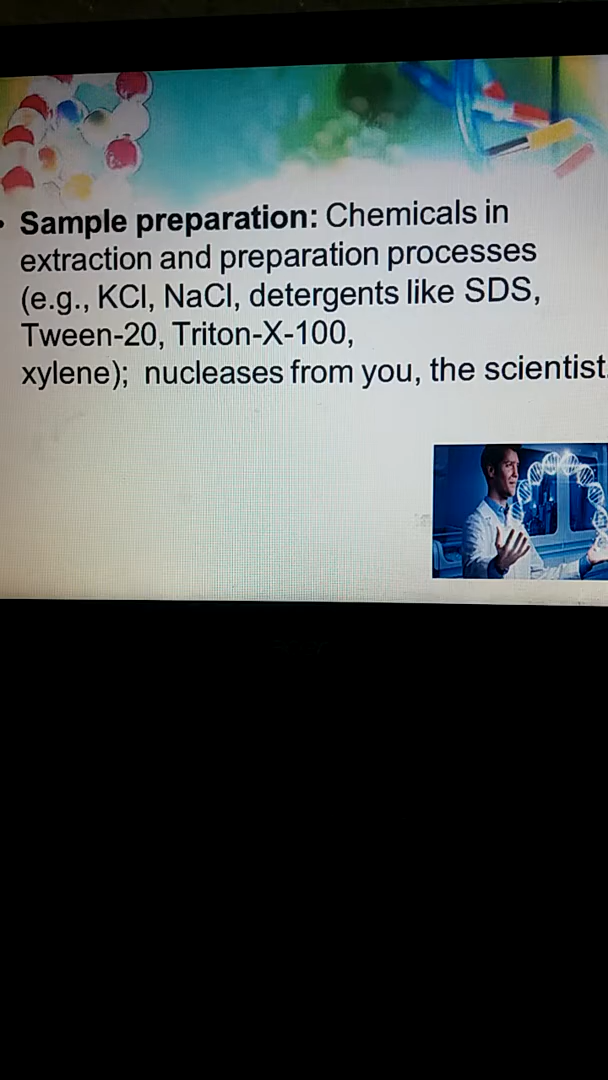 • Sample preparation: Chemicals in
extraction and preparation processes
(e.g., KCl, NaCl, detergents like SDS,
Tween-20, Triton-X-100,
xylene); nucleases from you, the scientist.